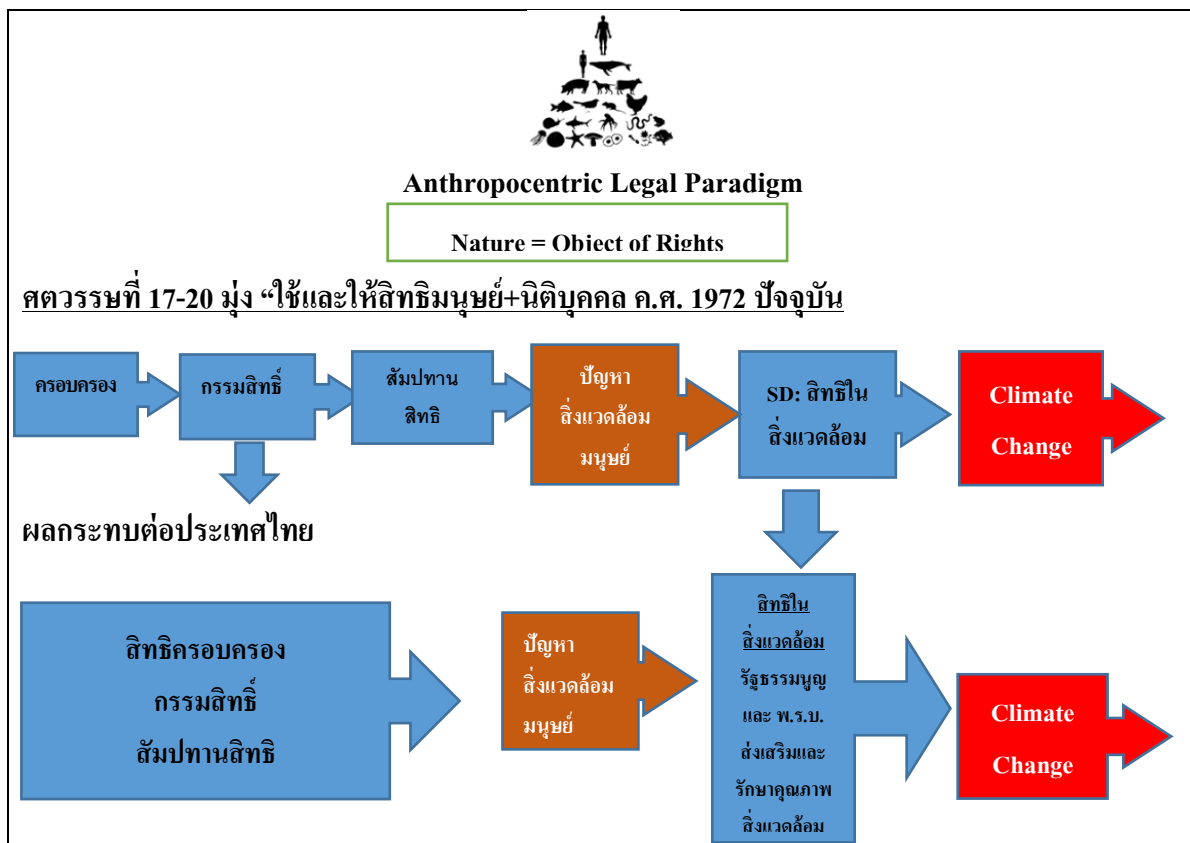 Anthropocentric Legal Paradigm
Nature = Object of Rights
ศตวรรษที่ 17-20 มุ่ง “ใช้และให้สิทธิมนุษย์+นิติบุคคล ค.ศ. 1972 ปัจจุบัน
ครอบครอง
กรรมสิทธิ์
สัมปทาน
สิทธิ
ปัญหา
สิ่งแวดล้อม
มนุษย์
SD: สิทธิใน
สิ่งแวดล้อม
Climate
Change
ผลกระทบต่อประเทศไทย
สิทธิครอบครอง
กรรมสิทธิ์
สัมปทานสิทธิ
ปัญหา
สิ่งแวดล้อม
มนุษย์
สิทธิใน
สิ่งแวดล้อม
รัฐธรรมนูญ
และ พ.ร.บ.
ส่งเสริมและ
รักษาคุณภาพ
สิ่งแวดล้อม
Climate
Change